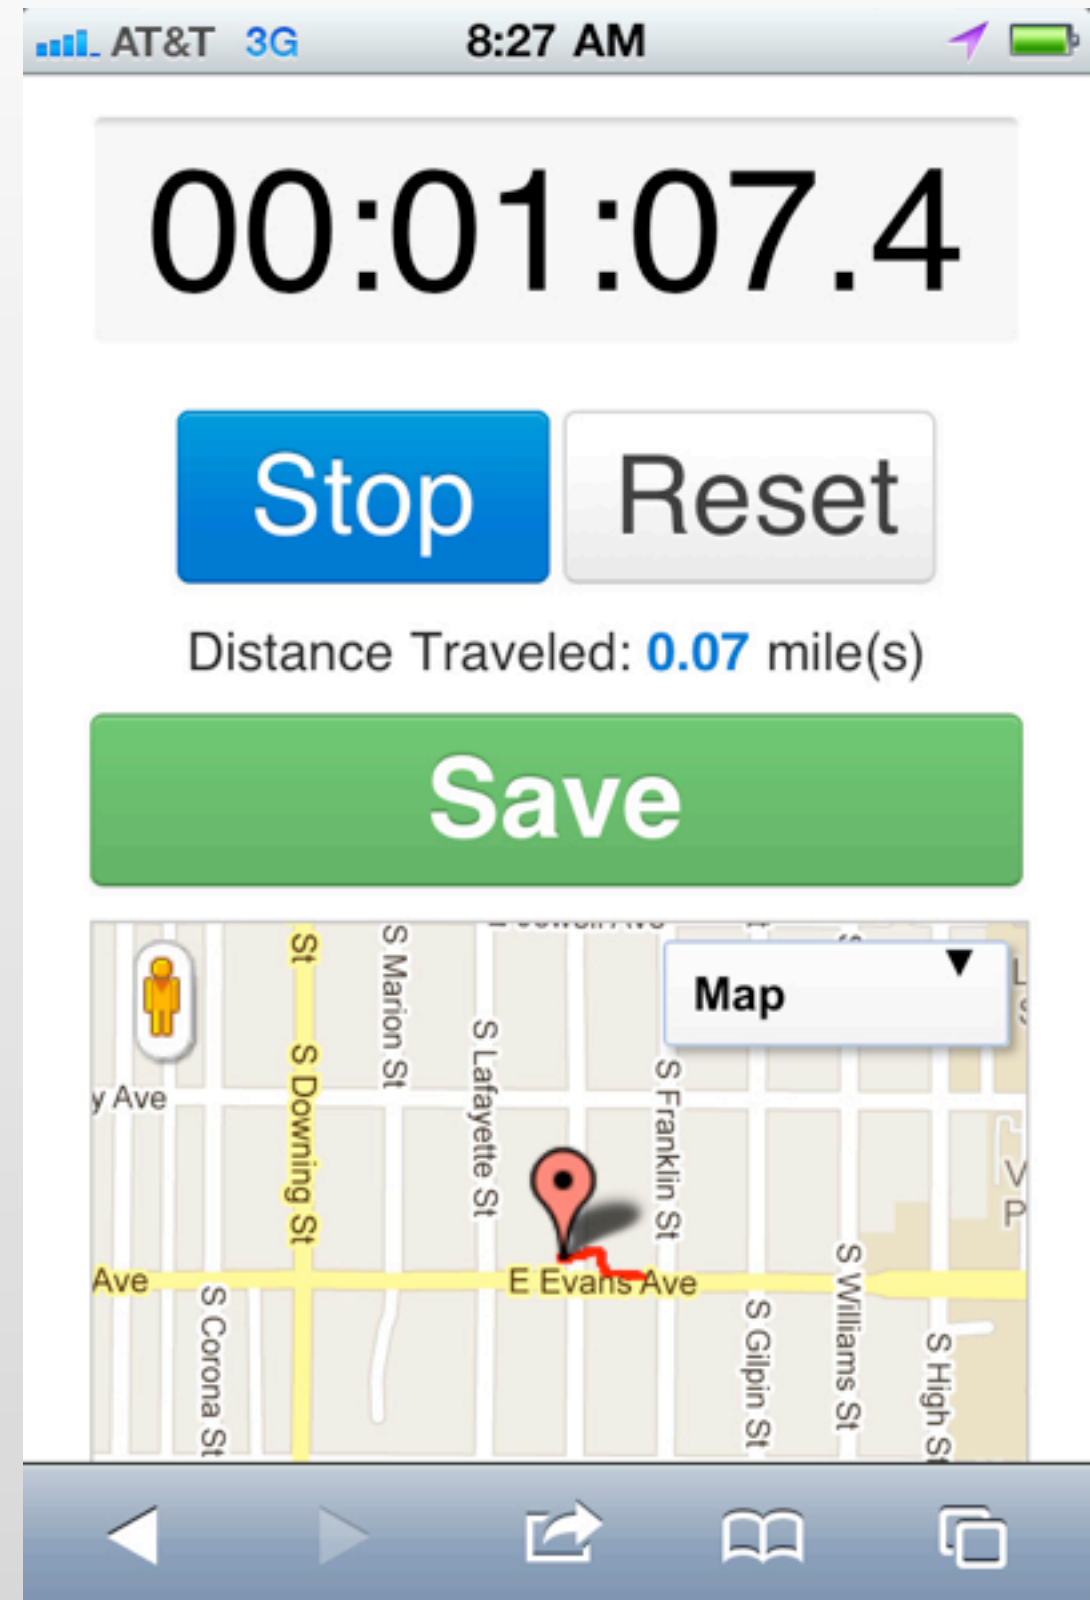 AT&T 3G 8:27 AM
00:01:07.4
Stop Reset
Distance Traveled: 0.07 mile(s)
Save
Map
St
S Marion St
S Downing St
S Lafayette St
S Franklin St
y Ave
V
P
Ave
E Evans Ave
S Corona St
S Gilpin St
S Williams St
S High St